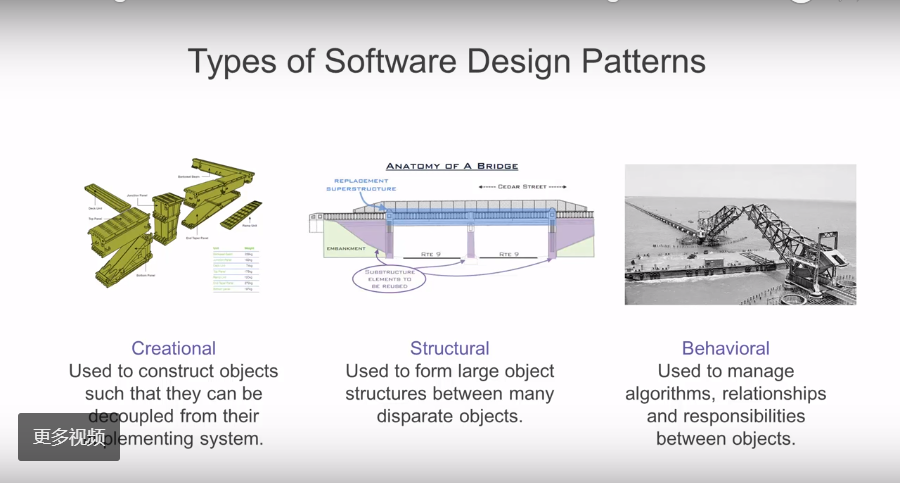 Types of Software Design Patterns
ANATOMY OF A BRIDGE
REPLACEMENT
SUPERSTRUCTURE
CEDAR STREET
EMBANKMENT
RTE 9
RTE 9
SUBSTRUCTURE
ELEMENTS TO
BE REUSED
Creational
Used to construct objects
such that they can be
decoupled from their
implementing system.
Structural
Used to form large object
structures between many
disparate objects.
Behavioral
Used to manage
algorithms, relationships
and responsibilities
between objects.
更多视频